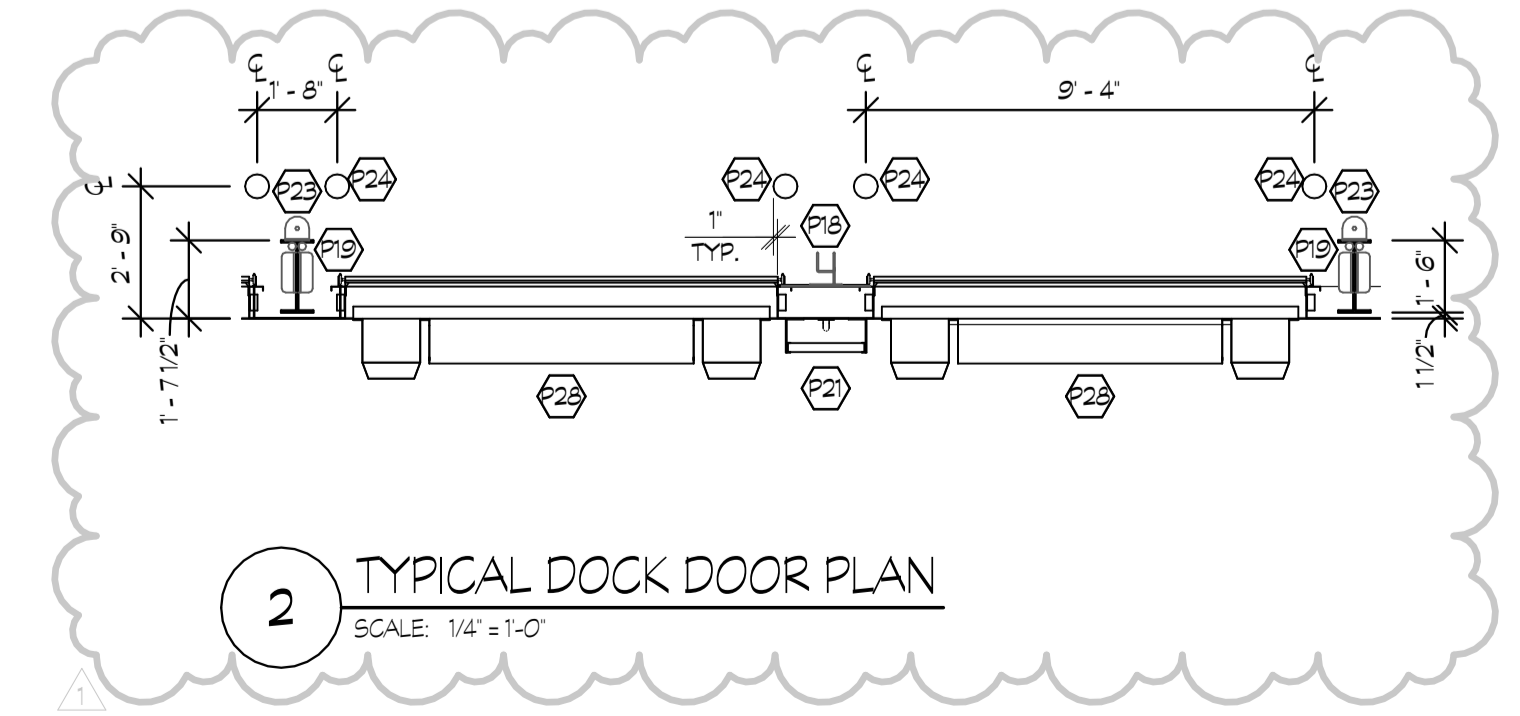 ℄ ℄ ℄ ℄
1' - 8" 9' - 4"
℄ P23 P24 P24 P24 P24 P23
1"
TYP.
P18
P19 P19
2' - 9"
1' - 7 1/2"
1' - 6"
1 1/2"
P28 P21 P28
2
TYPICAL DOCK DOOR PLAN
SCALE: 1/4" = 1'-0"
1